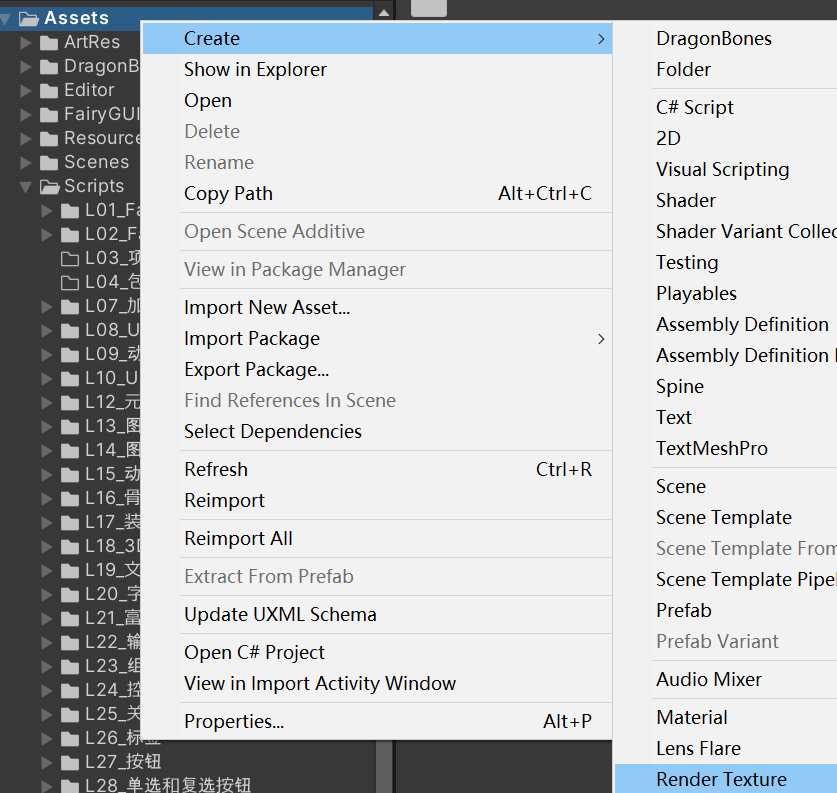 Assets
ArtRes
DragonB
Editor
FairyGUI
Resource
Scenes
Scripts
L01_Fa
L02_Fa
L03_项
L04_包
L07_加
L08_U
L09_动
L10_U
L12_元
L13_图
L14_图
L15_动
L16_骨
L17_装
L18_3D
L19_文
L20_字
L21_富
L22_输
L23_组
L24_控
L25_关
L26_标签
L27_按钮
L28_单选和复选按钮
Create
Show in Explorer
Open
Delete
Rename
Copy Path Alt+Ctrl+C
Open Scene Additive
View in Package Manager
Import New Asset...
Import Package
Export Package...
Find References In Scene
Select Dependencies
Refresh Ctrl+R
Reimport
Reimport All
Extract From Prefab
Update UXML Schema
Open C# Project
View in Import Activity Window
Properties... Alt+P
DragonBones
Folder
C# Script
2D
Visual Scripting
Shader
Shader Variant Collec
Testing
Playables
Assembly Definition
Assembly Definition
Spine
Text
TextMeshPro
Scene
Scene Template
Scene Template From
Scene Template Pipel
Prefab
Prefab Variant
Audio Mixer
Material
Lens Flare
Render Texture